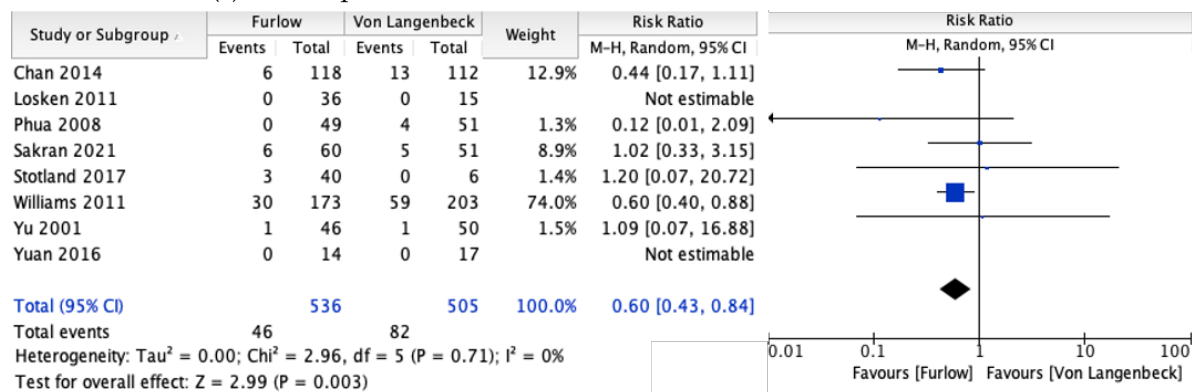 Furlow Von Langenbeck Risk Ratio Risk Ratio
Study or Subgroup Events Total Events Total Weight M-H, Random, 95% CI M-H, Random, 95% CI
Chan 2014 6 118 13 112 12.9% 0.44 [0.17, 1.11]
Losken 2011 0 36 0 15 Not estimable
Phua 2008 0 49 4 51 1.3% 0.12 [0.01, 2.09]
Sakran 2021 6 60 5 51 8.9% 1.02 [0.33, 3.15]
Stotland 2017 3 40 0 6 1.4% 1.20 [0.07, 20.72]
Williams 2011 30 173 59 203 74.0% 0.60 [0.40, 0.88]
Yu 2001 1 46 1 50 1.5% 1.09 [0.07, 16.88]
Yuan 2016 0 14 0 17 Not estimable
Total (95% CI) 536 505 100.0% 0.60 [0.43, 0.84]
Total events 46 82
Heterogeneity: Tau² = 0.00; Chi² = 2.96, df = 5 (P = 0.71); I² = 0%
Test for overall effect: Z = 2.99 (P = 0.003)
0.01 0.1 1 10 100
Favours [Furlow] Favours [Von Langenbeck]